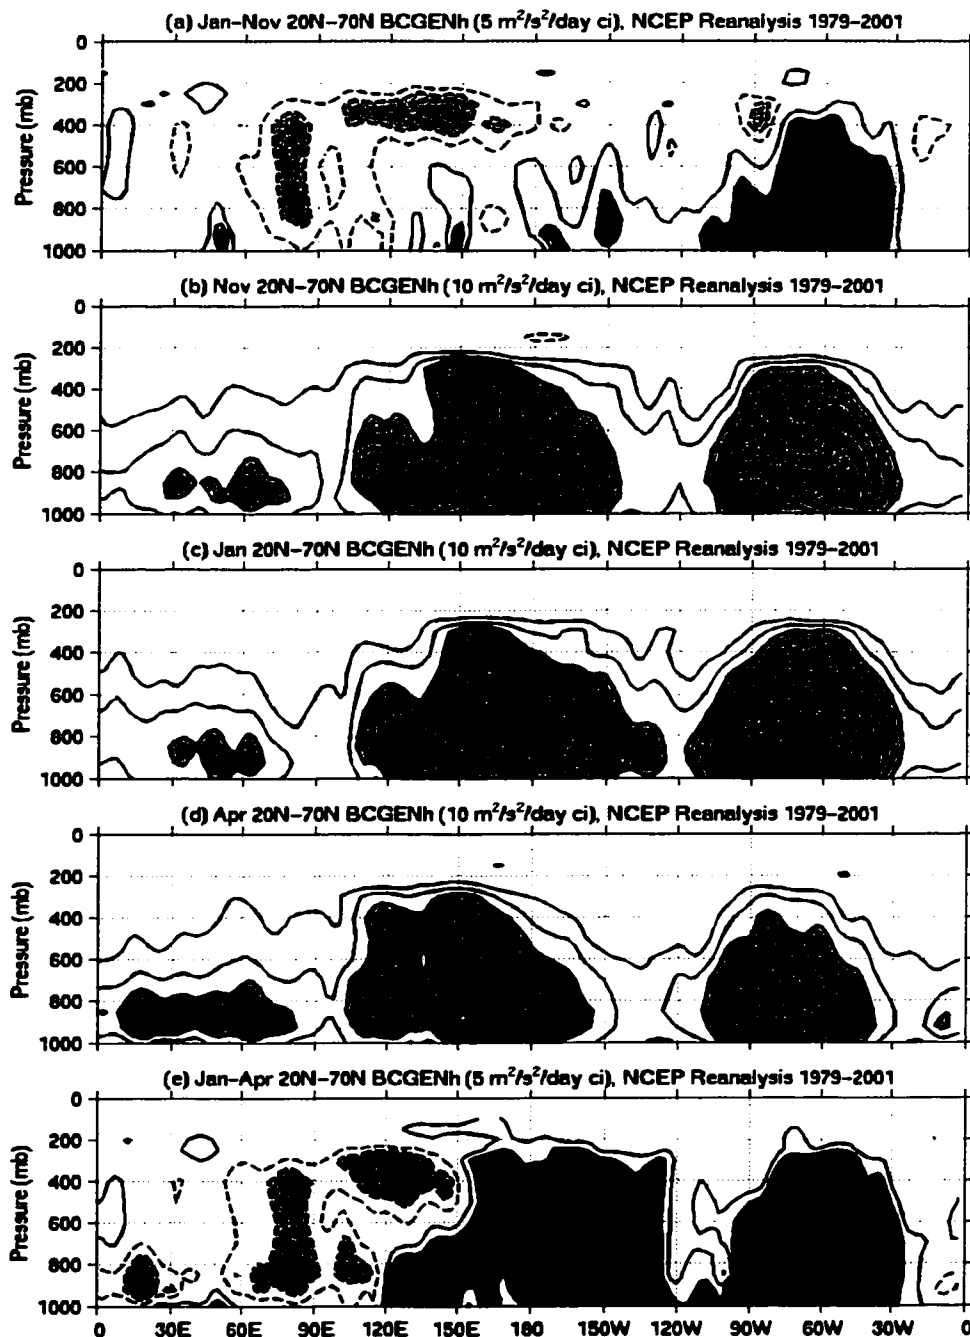 (a) Jan–Nov 20N–70N BCGENh (5 m²/s²/day ci), NCEP Reanalysis 1979–2001
0
200
400
600
800
1000
Pressure (mb)
(b) Nov 20N–70N BCGENh (10 m²/s²/day ci), NCEP Reanalysis 1979–2001
0
200
400
600
800
1000
Pressure (mb)
(c) Jan 20N–70N BCGENh (10 m²/s²/day ci), NCEP Reanalysis 1979–2001
0
200
400
600
800
1000
Pressure (mb)
(d) Apr 20N–70N BCGENh (10 m²/s²/day ci), NCEP Reanalysis 1979–2001
0
200
400
600
800
1000
Pressure (mb)
(e) Jan–Apr 20N–70N BCGENh (5 m²/s²/day ci), NCEP Reanalysis 1979–2001
0
200
400
600
800
1000
Pressure (mb)
0 30E 60E 90E 120E 150E 180 150W 120W 90W 60W 30W 0